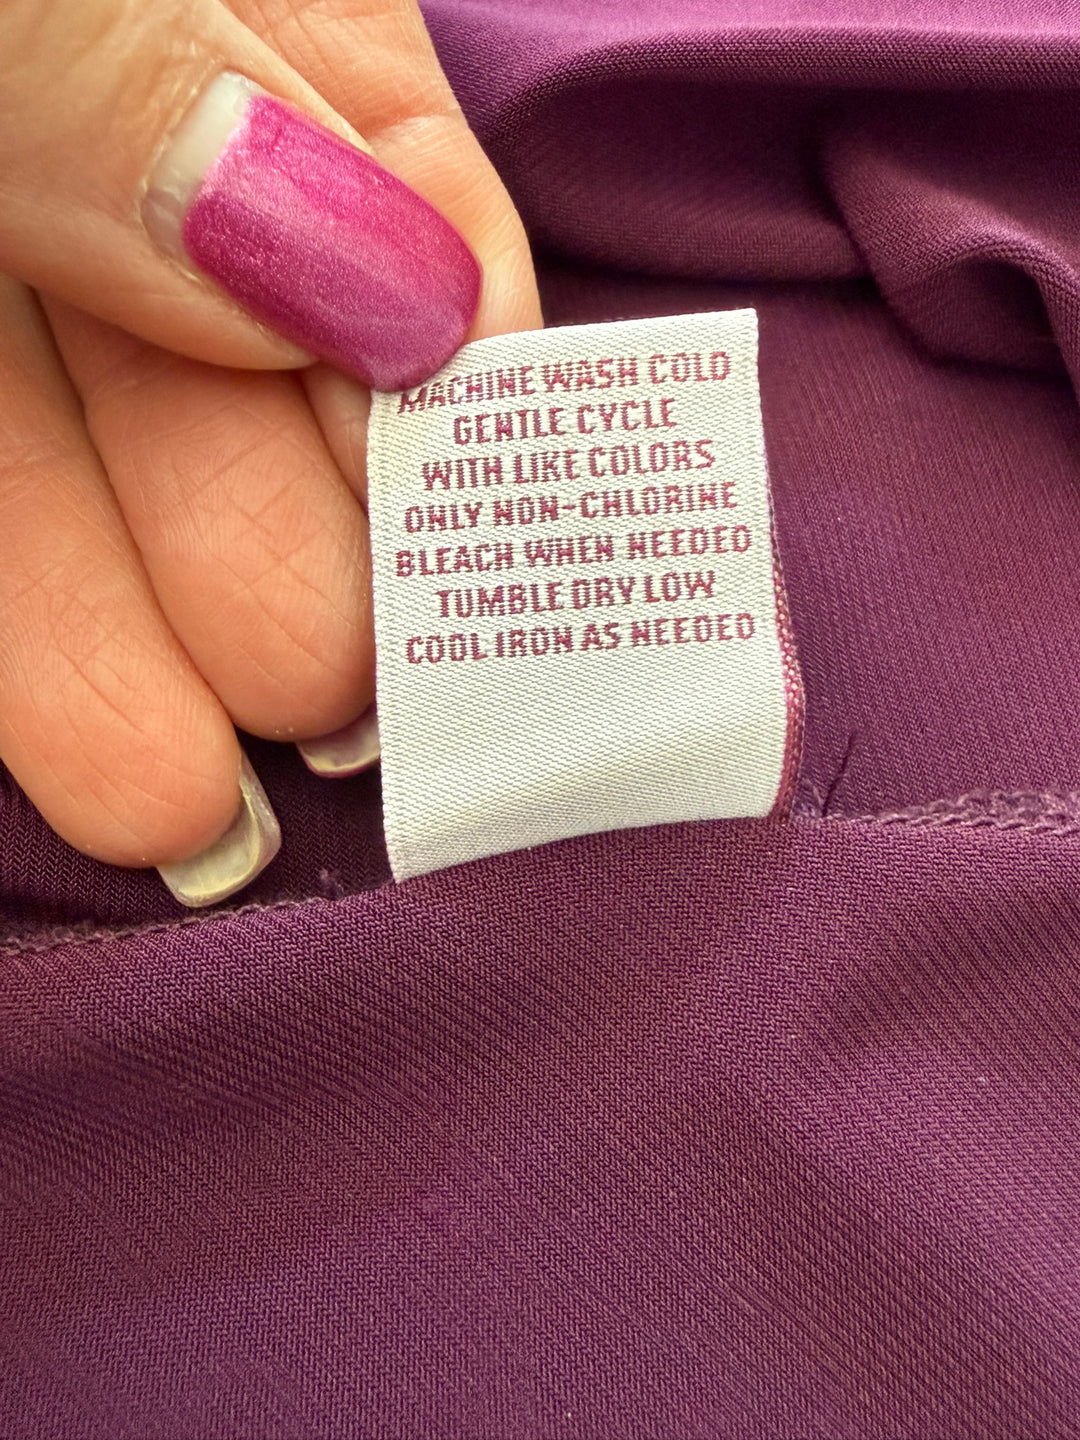 MACHINE WASH COLD
GENTLE CYCLE
WITH LIKE COLORS
ONLY NON-CHLORINE
BLEACH WHEN NEEDED
TUMBLE DRY LOW
COOL IRON AS NEEDED